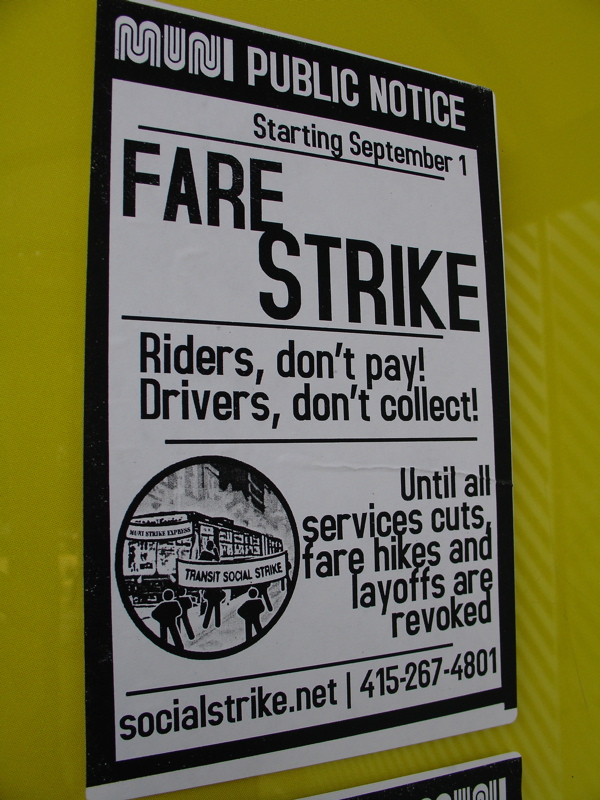 MUNI PUBLIC NOTICE
Starting September 1
FARE
STRIKE
Riders, don't pay!
Drivers, don't collect!
Until all
services cuts,
fare hikes and
layoffs are
revoked
MUNI STRIKE EXPRESS
TRANSIT SOCIAL STRIKE
socialstrike.net | 415-267-4801